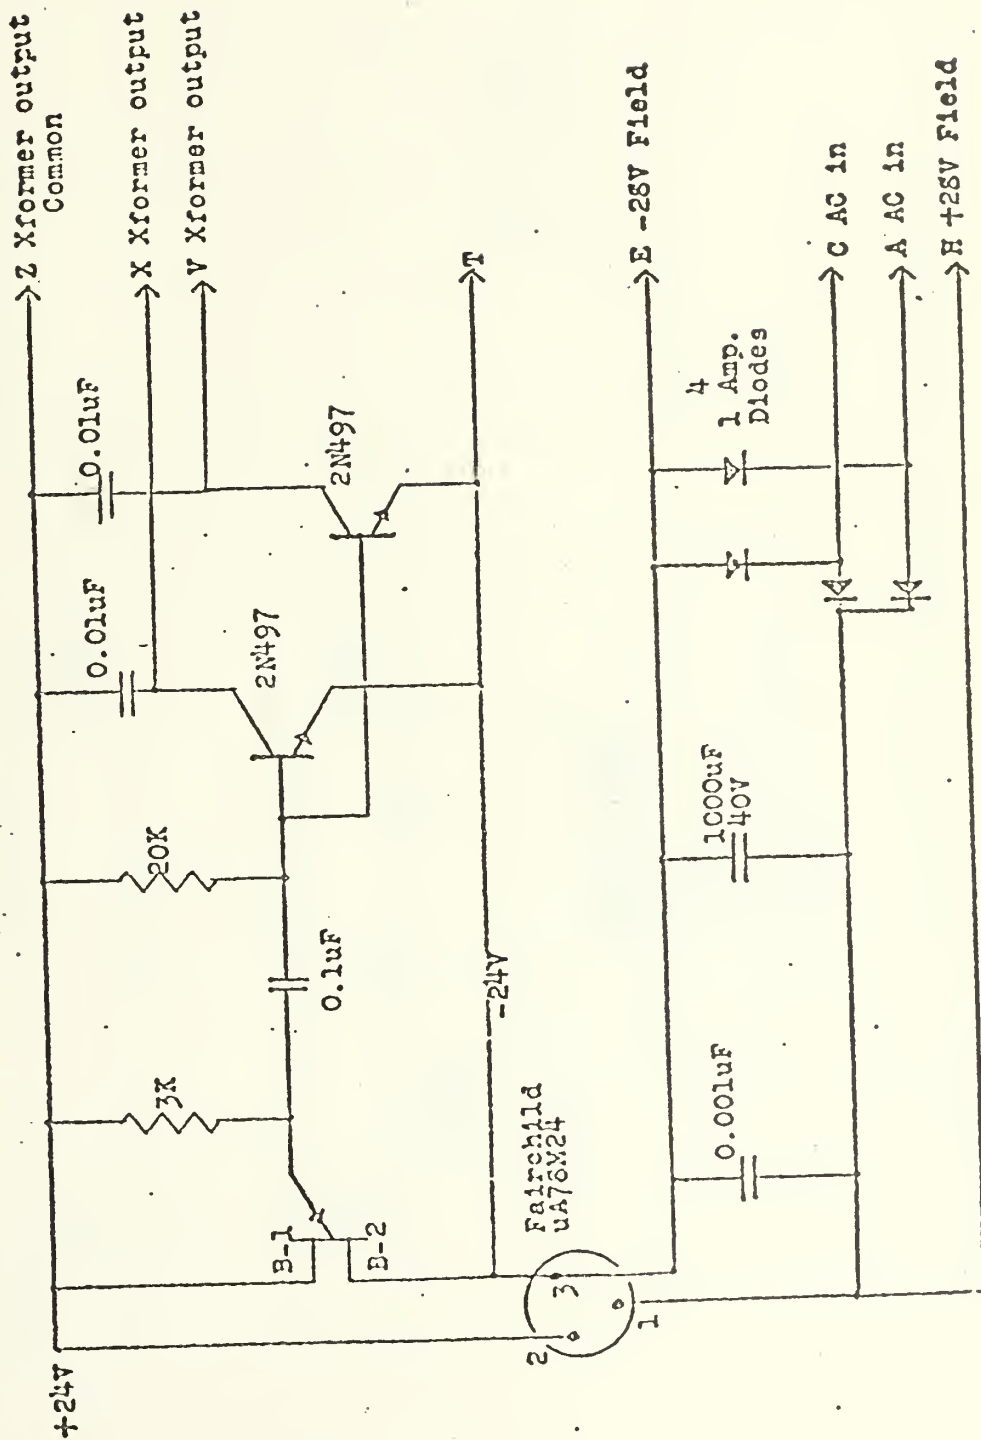 Z Xformer output
Common
X Xformer output
V Xformer output
T
E -28V Field
C AC in
A AC in
H +28V Field
0.01uF
0.01uF
2N497
2N497
20K
3K
0.1uF
-24V
+24V
B-1
B-2
Fairchild
uA78M24
2
3
1
0.001uF
1000uF
40V
4
1 Amp.
Diodes